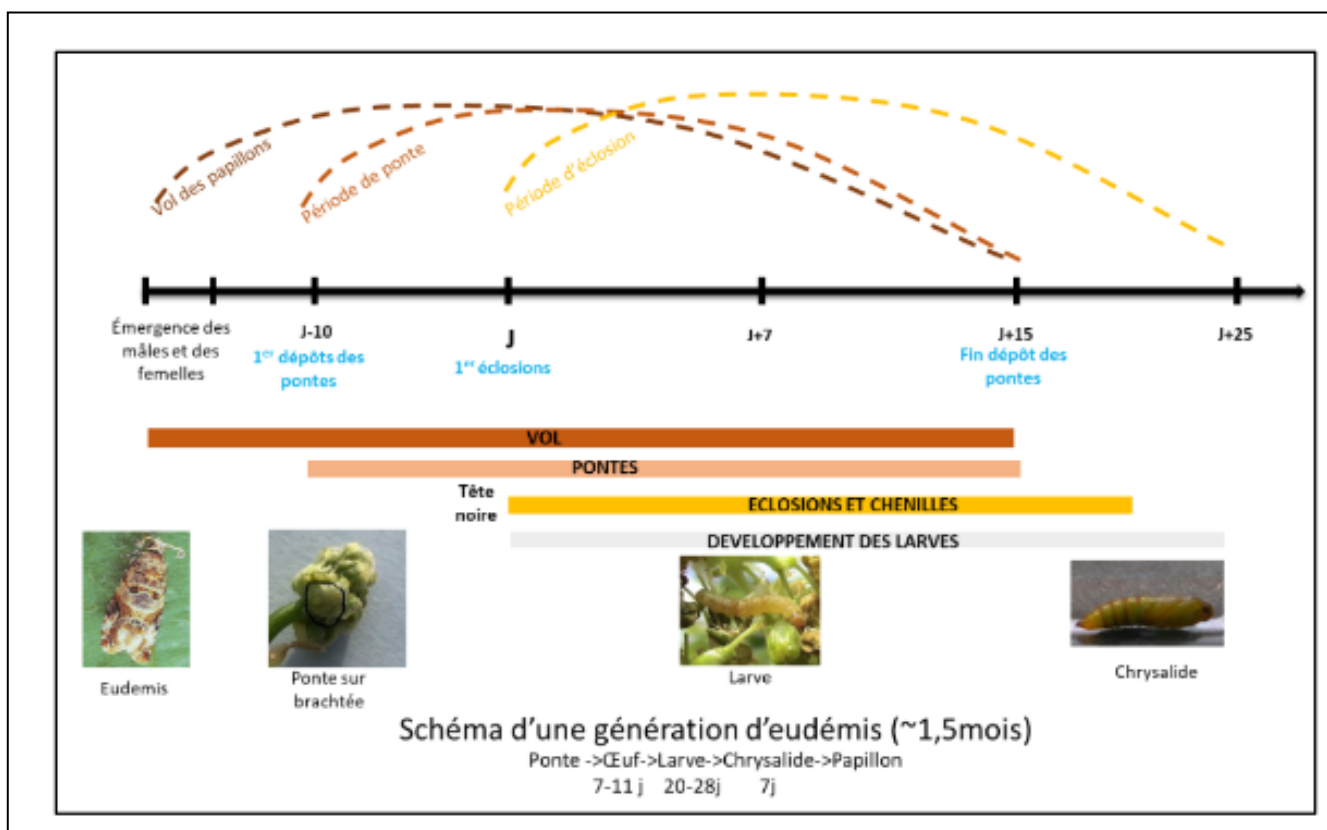 Vol des papillons
Période de ponte
Période d'éclosion
Émergence des
mâles et des
femelles
J-10
1er dépôts des
pontes
J
1er éclosions
J+7
J+15
Fin dépôt des
pontes
J+25
VOL
PONTES
Tête
noire
ECLOSIONS ET CHENILLES
DEVELOPPEMENT DES LARVES
Eudemis
Ponte sur
brachtée
Larve
Chrysalide
Schéma d'une génération d'eudémis (~1,5mois)
Ponte ->Œuf->Larve->Chrysalide->Papillon
7-11 j 20-28j 7j